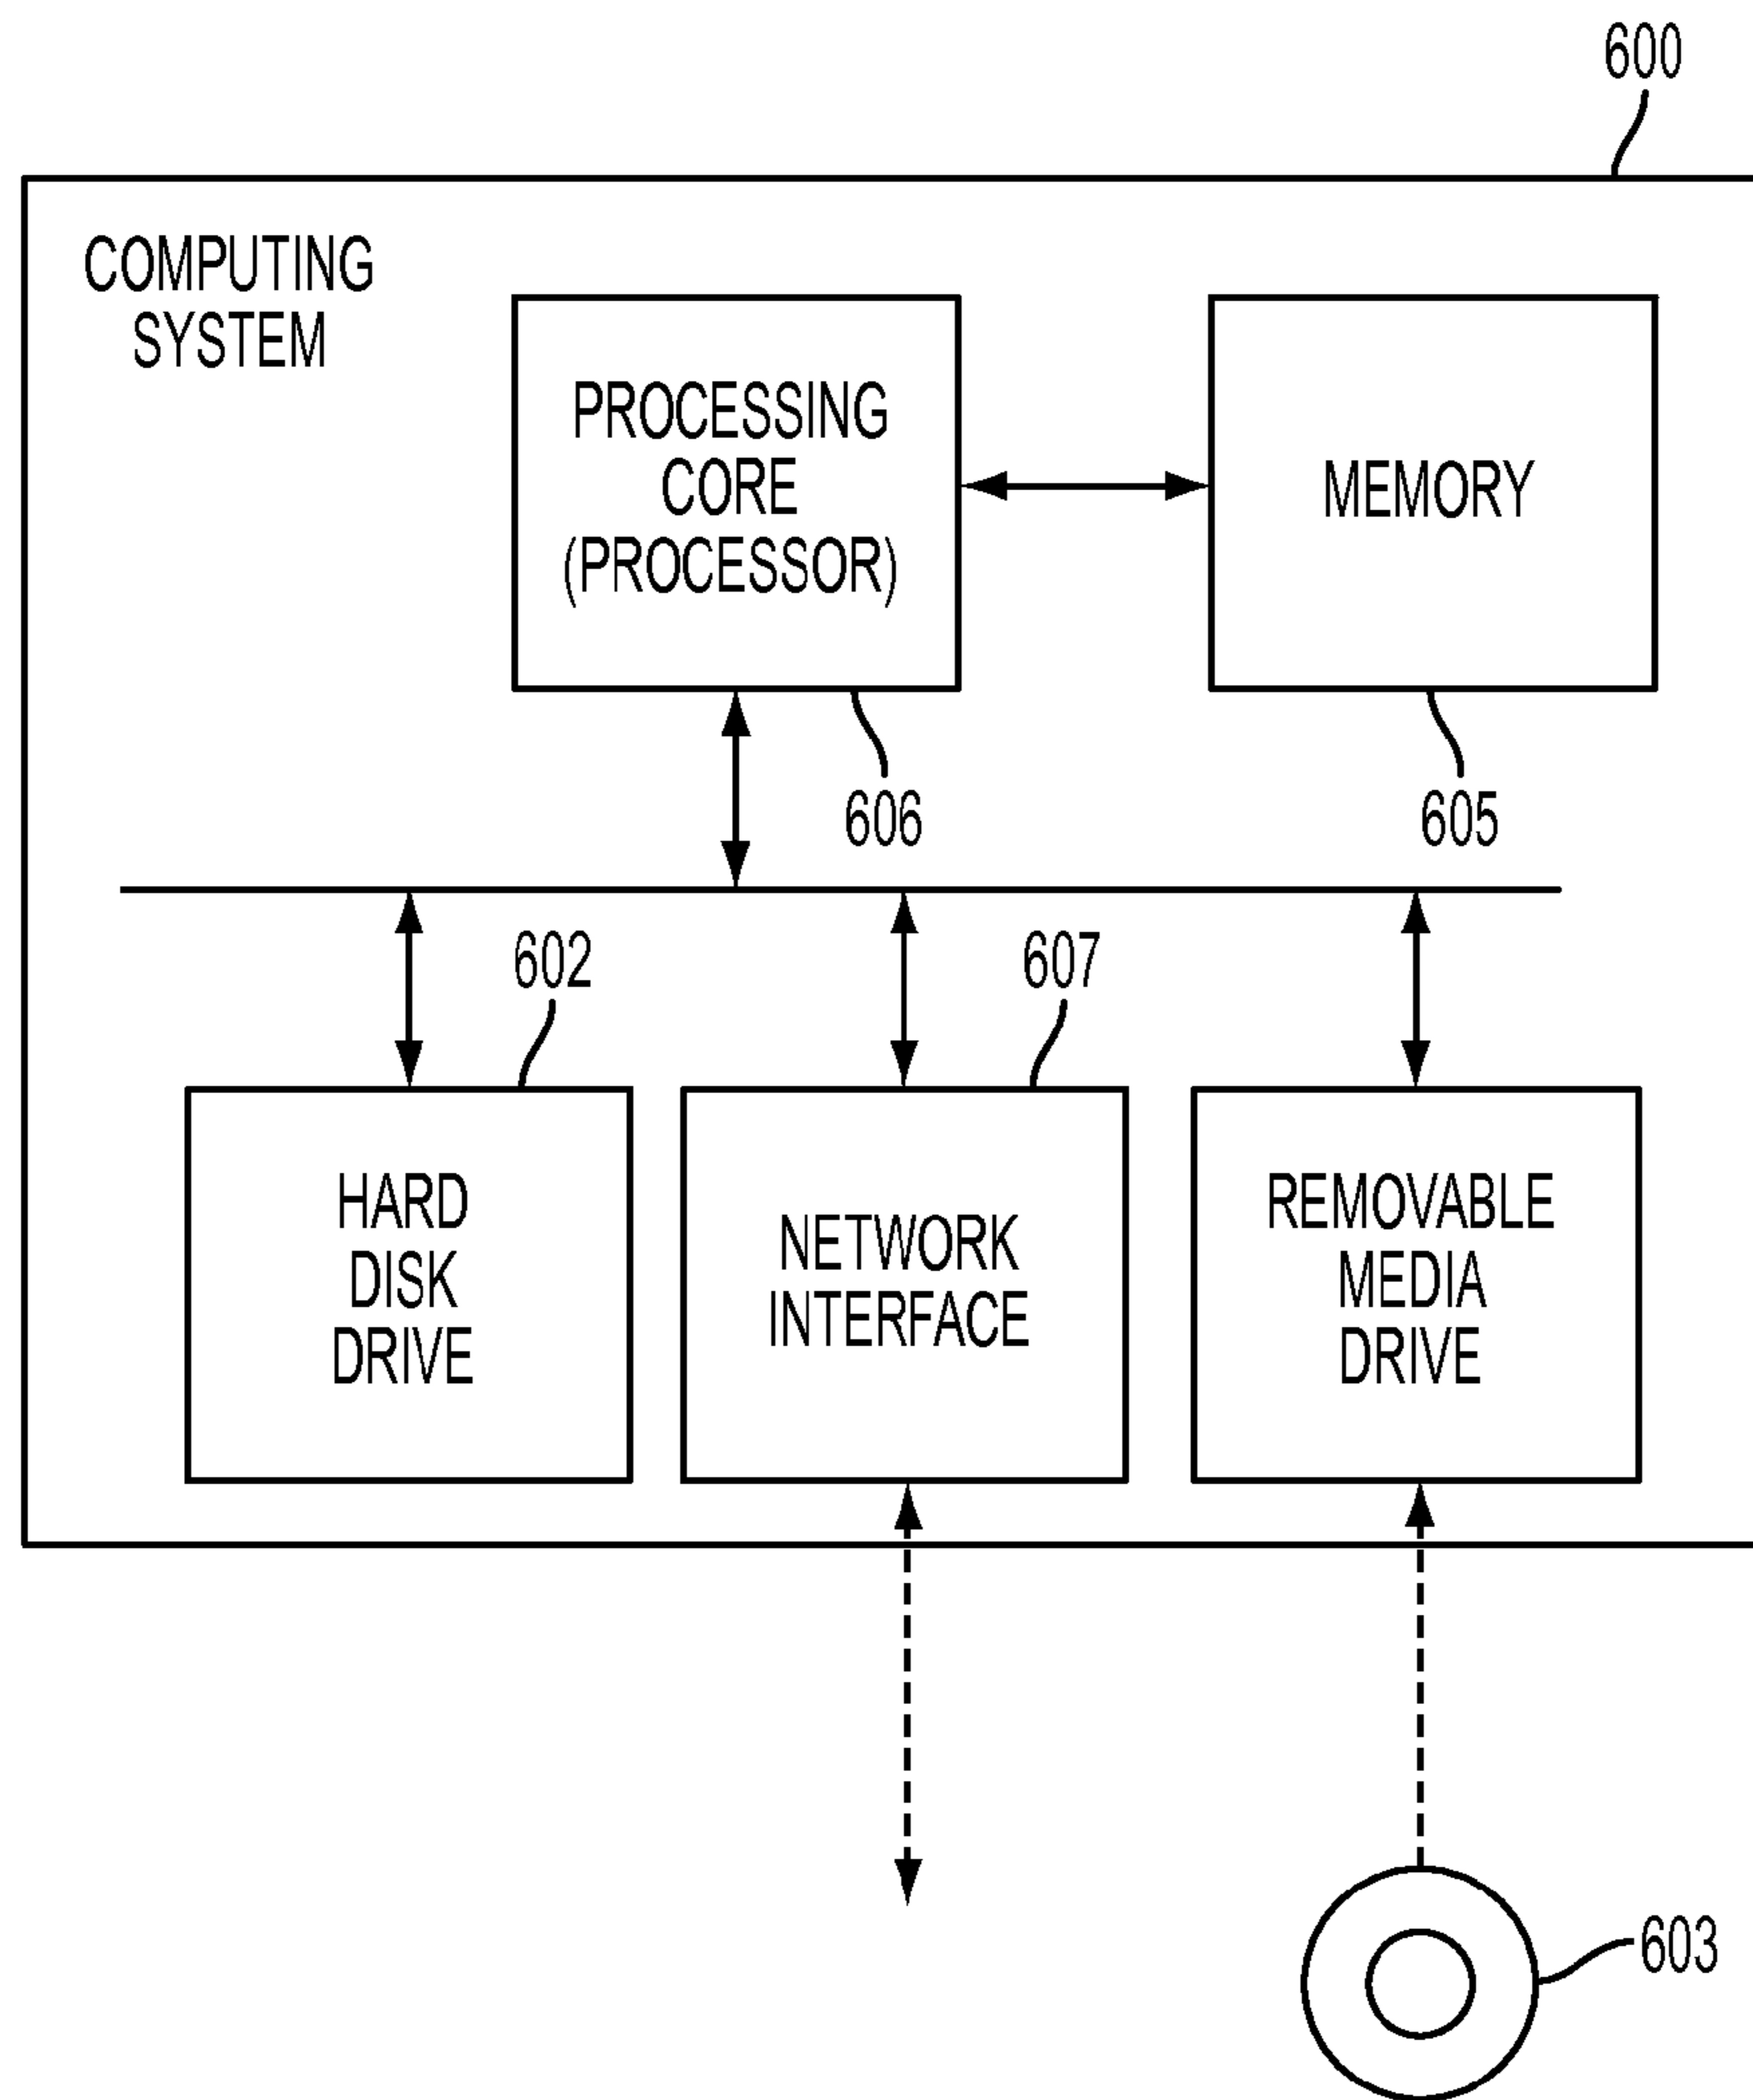 600
COMPUTING
SYSTEM
PROCESSING
CORE
(PROCESSOR)
MEMORY
606
605
602
607
HARD
DISK
DRIVE
NETWORK
INTERFACE
REMOVABLE
MEDIA
DRIVE
603